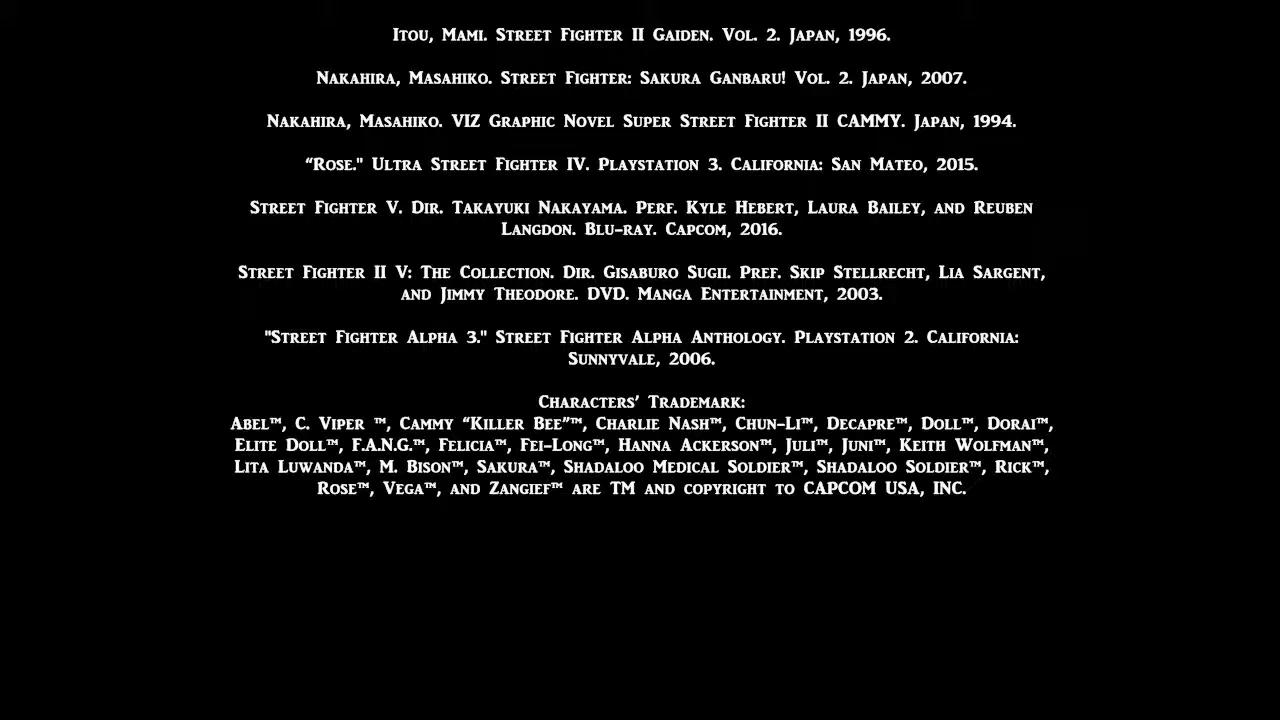 Itou, Mami. Street Fighter II Gaiden. Vol. 2. Japan, 1996.
Nakahira, Masahiko. Street Fighter: Sakura Ganbaru! Vol. 2. Japan, 2007.
Nakahira, Masahiko. VIZ Graphic Novel Super Street Fighter II CAMMY. Japan, 1994.
“Rose." Ultra Street Fighter IV. Playstation 3. California: San Mateo, 2015.
Street Fighter V. Dir. Takayuki Nakayama. Perf. Kyle Hebert, Laura Bailey, and Reuben
Langdon. Blu-ray. Capcom, 2016.
Street Fighter II V: The Collection. Dir. Gisaburo Sugii. Pref. Skip Stellrecht, Lia Sargent,
and Jimmy Theodore. DVD. Manga Entertainment, 2003.
"Street Fighter Alpha 3." Street Fighter Alpha Anthology. Playstation 2. California:
Sunnyvale, 2006.
Characters’ Trademark:
Abel™, C. Viper ™, Cammy “Killer Bee”™, Charlie Nash™, Chun-Li™, Decapre™, Doll™, Dorai™,
Elite Doll™, F.A.N.G.™, Felicia™, Fei-Long™, Hanna Ackerson™, Juli™, Juni™, Keith Wolfman™,
Lita Luwanda™, M. Bison™, Sakura™, Shadaloo Medical Soldier™, Shadaloo Soldier™, Rick™,
Rose™, Vega™, and Zangief™ are TM and copyright to CAPCOM USA, INC.